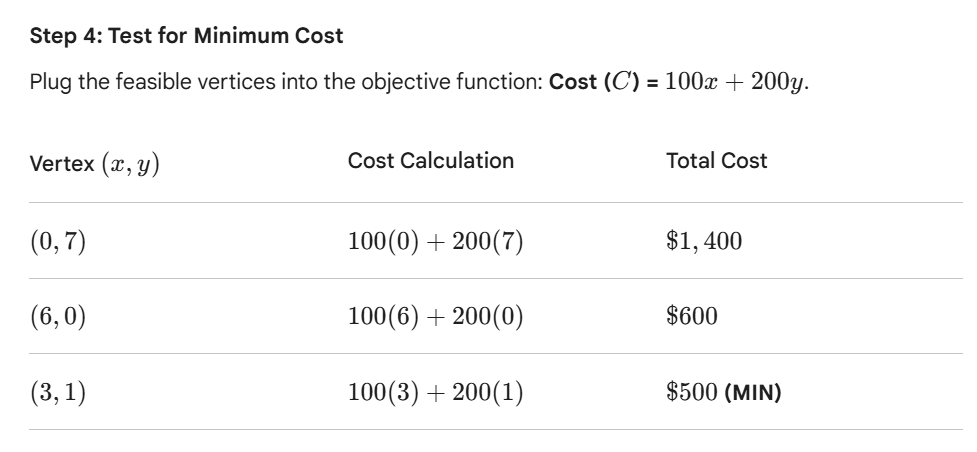 Step 4: Test for Minimum Cost
Plug the feasible vertices into the objective function: Cost (C) = 100x + 200y.
Vertex (x, y) Cost Calculation Total Cost
(0, 7) 100(0) + 200(7) $1, 400
(6, 0) 100(6) + 200(0) $600
(3, 1) 100(3) + 200(1) $500 (MIN)